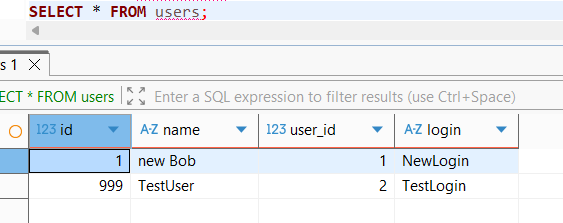 SELECT * FROM users;
s 1 ×
ECT * FROM users Enter a SQL expression to filter results (use Ctrl+Space)
123 id A-Z name 123 user_id A-Z login
1 new Bob 1 NewLogin
999 TestUser 2 TestLogin